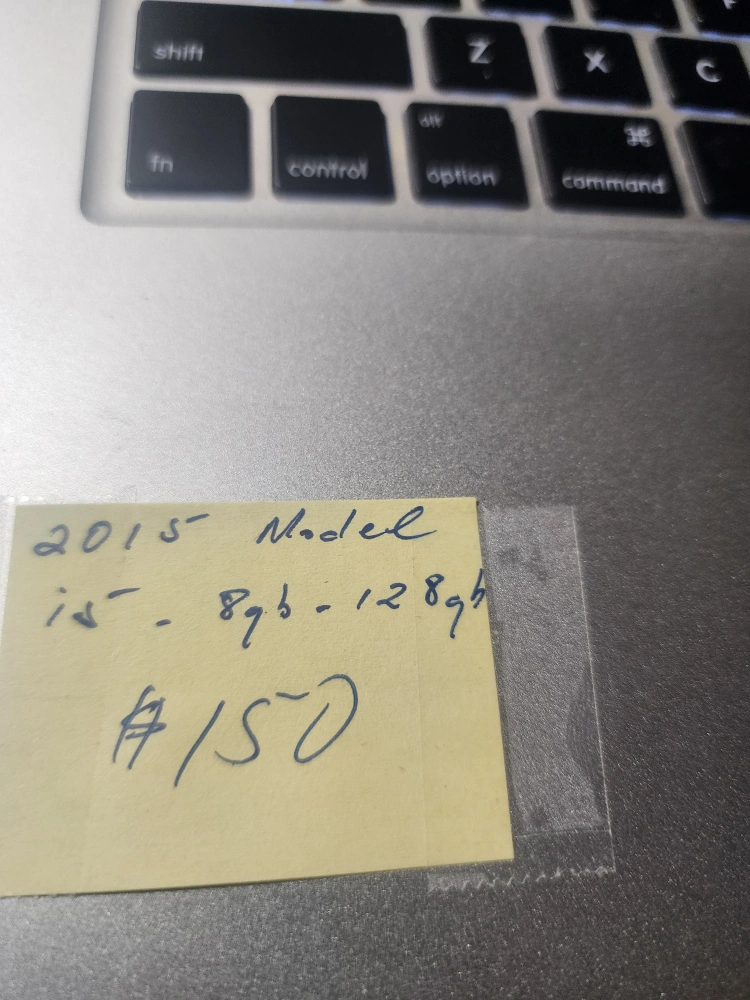 shift Z X C
fn control alt option ⌘ command
2015 Model
i5 - 8gb - 128gb
$150